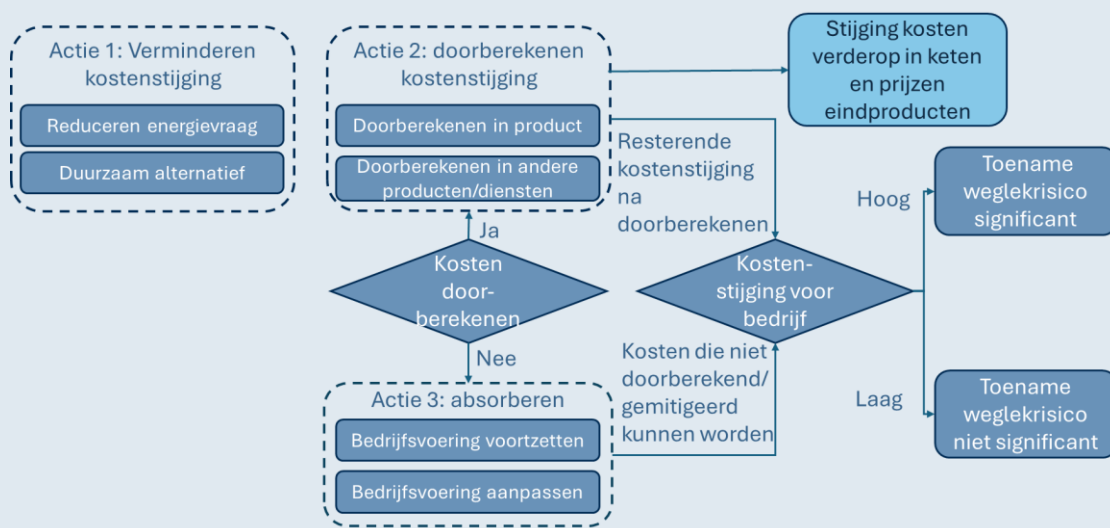 Actie 1: Verminderen
kostenstijging
Reduceren energievraag
Duurzaam alternatief
Actie 2: doorberekenen
kostenstijging
Doorberekenen in product
Doorberekenen in andere
producten/diensten
Stijging kosten
verderop in keten
en prijzen
eindproducten
Resterende
kostenstijging
na
doorberekenen
Ja
Kosten
door-
berekenen
Nee
Actie 3: absorberen
Bedrijfsvoering voortzetten
Bedrijfsvoering aanpassen
Kosten-
stijging voor
bedrijf
Kosten die niet
doorberekend/
gemitigeerd
kunnen worden
Hoog
Toename
weglekrisico
significant
Laag
Toename
weglekrisico
niet significant